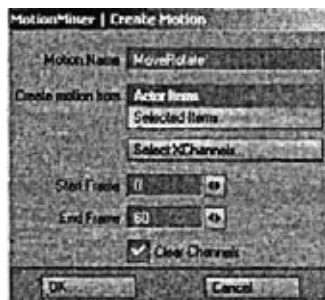 MotionMiner | Create Motion
Motion Name MoveRotate
Create motion from Actor Items
Selected Items
Select XChannels
Start Frame 0
End Frame 60
Clear Channels
OK Cancel